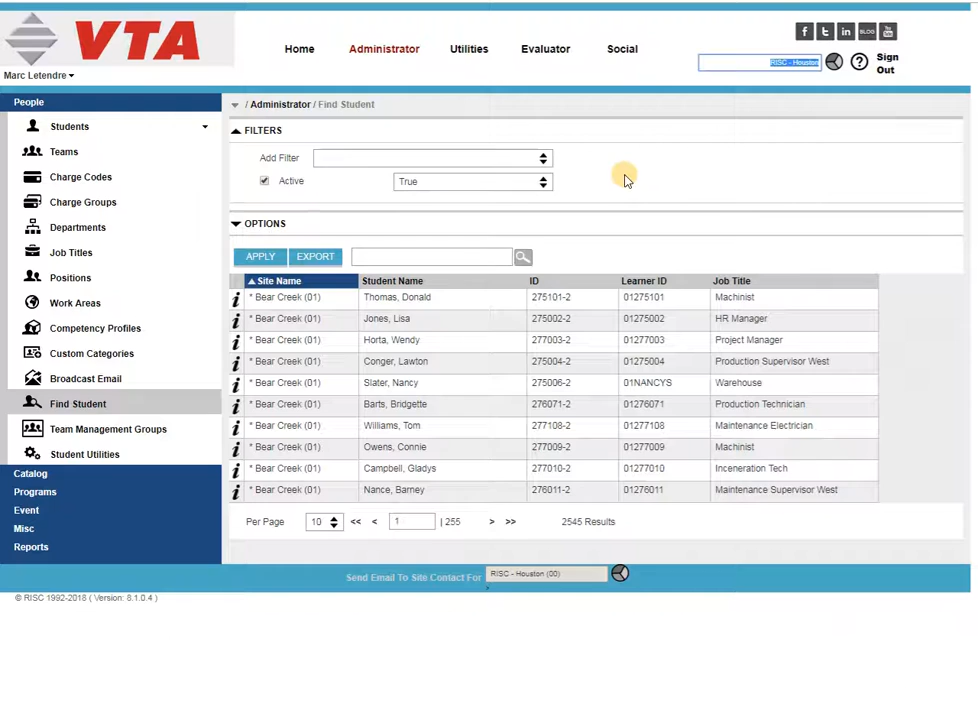 VTA
Home Administrator Utilities Evaluator Social
f t in BLOG You Tube
RISC - Houston ? Sign Out
Marc Letendre
People
Students
Teams
Charge Codes
Charge Groups
Departments
Job Titles
Positions
Work Areas
Competency Profiles
Custom Categories
Broadcast Email
Find Student
Team Management Groups
Student Utilities
Catalog
Programs
Event
Misc
Reports
/ Administrator / Find Student
FILTERS
Add Filter
Active True
OPTIONS
APPLY EXPORT
Site Name Student Name ID Learner ID Job Title
i * Bear Creek (01) Thomas, Donald 275101-2 01275101 Machinist
i * Bear Creek (01) Jones, Lisa 275002-2 01275002 HR Manager
i * Bear Creek (01) Horta, Wendy 277003-2 01277003 Project Manager
i * Bear Creek (01) Conger, Lawton 275004-2 01275004 Production Supervisor West
i * Bear Creek (01) Slater, Nancy 275006-2 01NANCYS Warehouse
i * Bear Creek (01) Barts, Bridgette 276071-2 01276071 Production Technician
i * Bear Creek (01) Williams, Tom 277108-2 01277108 Maintenance Electrician
i * Bear Creek (01) Owens, Connie 277009-2 01277009 Machinist
i * Bear Creek (01) Campbell, Gladys 277010-2 01277010 Inceneration Tech
i * Bear Creek (01) Nance, Barney 276011-2 01276011 Maintenance Supervisor West
Per Page 10 << < 1 | 255 > >> 2545 Results
Send Email To Site Contact For RISC - Houston (00)
© RISC 1992-2018 ( Version: 8.1.0.4 )